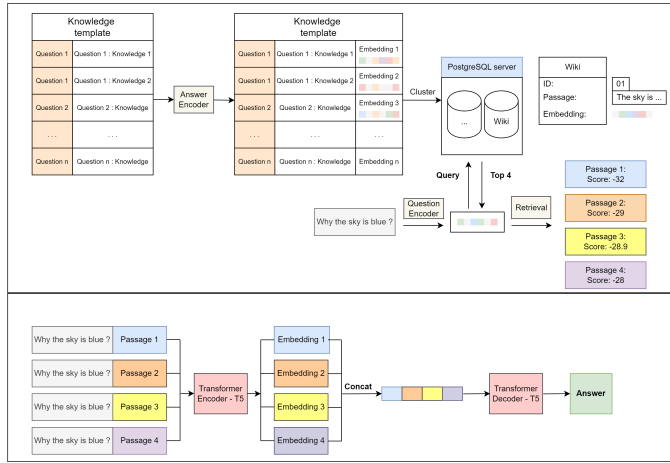 Knowledge
template
Question 1
Question 1 : Knowledge 1
Question 1
Question 1 : Knowledge 2
Question 2
Question 2 : Knowledge
. . .
. . .
Question n
Question n : Knowledge
Answer
Encoder
Knowledge
template
Question 1
Question 1 : Knowledge 1
Embedding 1
Question 1
Question 1 : Knowledge 2
Embedding 2
Question 2
Question 2 : Knowledge
Embedding 3
. . .
. . .
. . .
Question n
Question n : Knowledge
Embedding n
Cluster
PostgreSQL server
...
Wiki
Wiki
ID:
01
Passage:
The sky is ...
Embedding:
Query
Top 4
Why the sky is blue ?
Question
Encoder
Retrieval
Passage 1:
Score: -32
Passage 2:
Score: -29
Passage 3:
Score: -28.9
Passage 4:
Score: -28
Why the sky is blue ?
Passage 1
Why the sky is blue ?
Passage 2
Why the sky is blue ?
Passage 3
Why the sky is blue ?
Passage 4
Transformer
Encoder - T5
Embedding 1
Embedding 2
Embedding 3
Embedding 4
Concat
Transformer
Decoder - T5
Answer